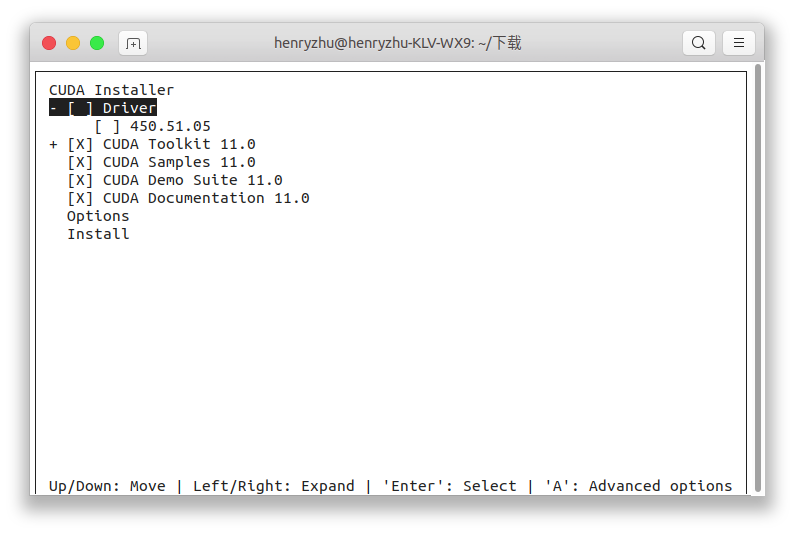 henryzhu@henryzhu-KLV-WX9: ~/下载
CUDA Installer
- [ ] Driver
     [ ] 450.51.05
+ [X] CUDA Toolkit 11.0
  [X] CUDA Samples 11.0
  [X] CUDA Demo Suite 11.0
  [X] CUDA Documentation 11.0
  Options
  Install
Up/Down: Move | Left/Right: Expand | 'Enter': Select | 'A': Advanced options